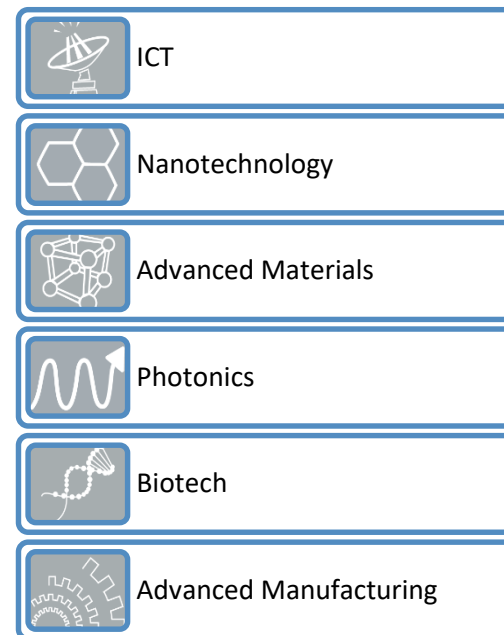 ICT
Nanotechnology
Advanced Materials
Photonics
Biotech
Advanced Manufacturing